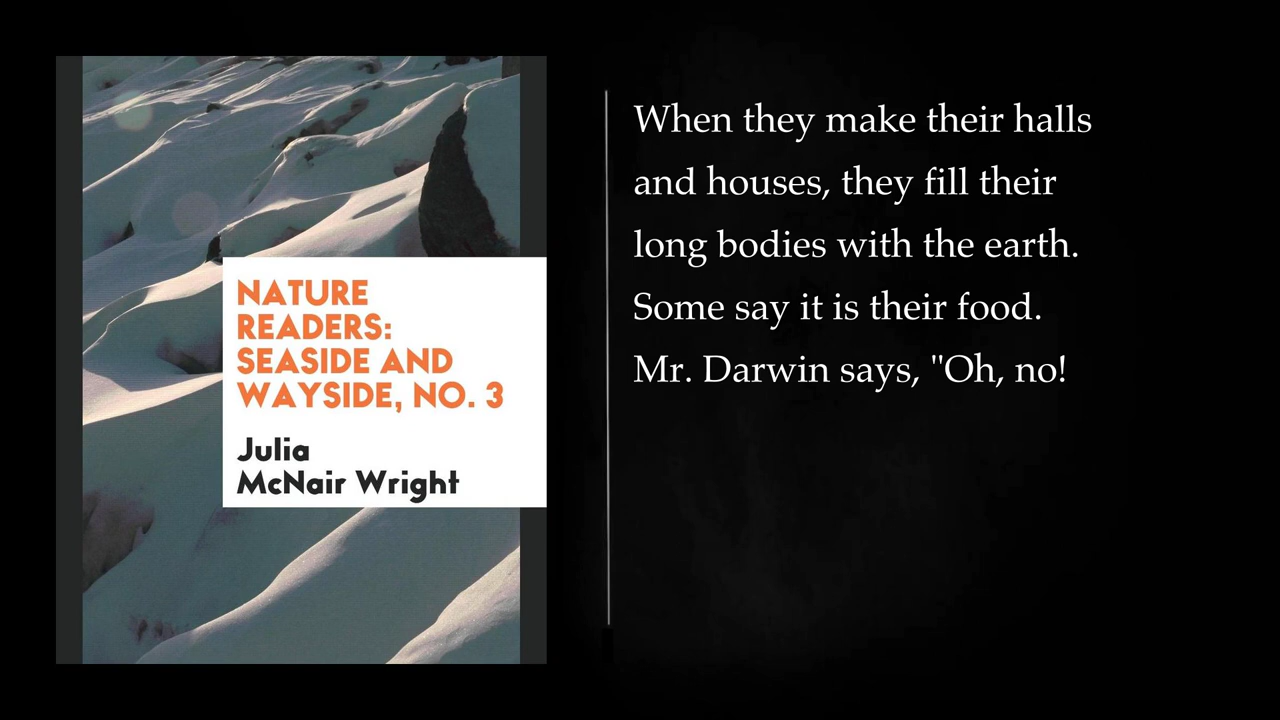 NATURE
READERS:
SEASIDE AND
WAYSIDE, NO. 3
Julia
McNair Wright
When they make their halls
and houses, they fill their
long bodies with the earth.
Some say it is their food.
Mr. Darwin says, "Oh, no!